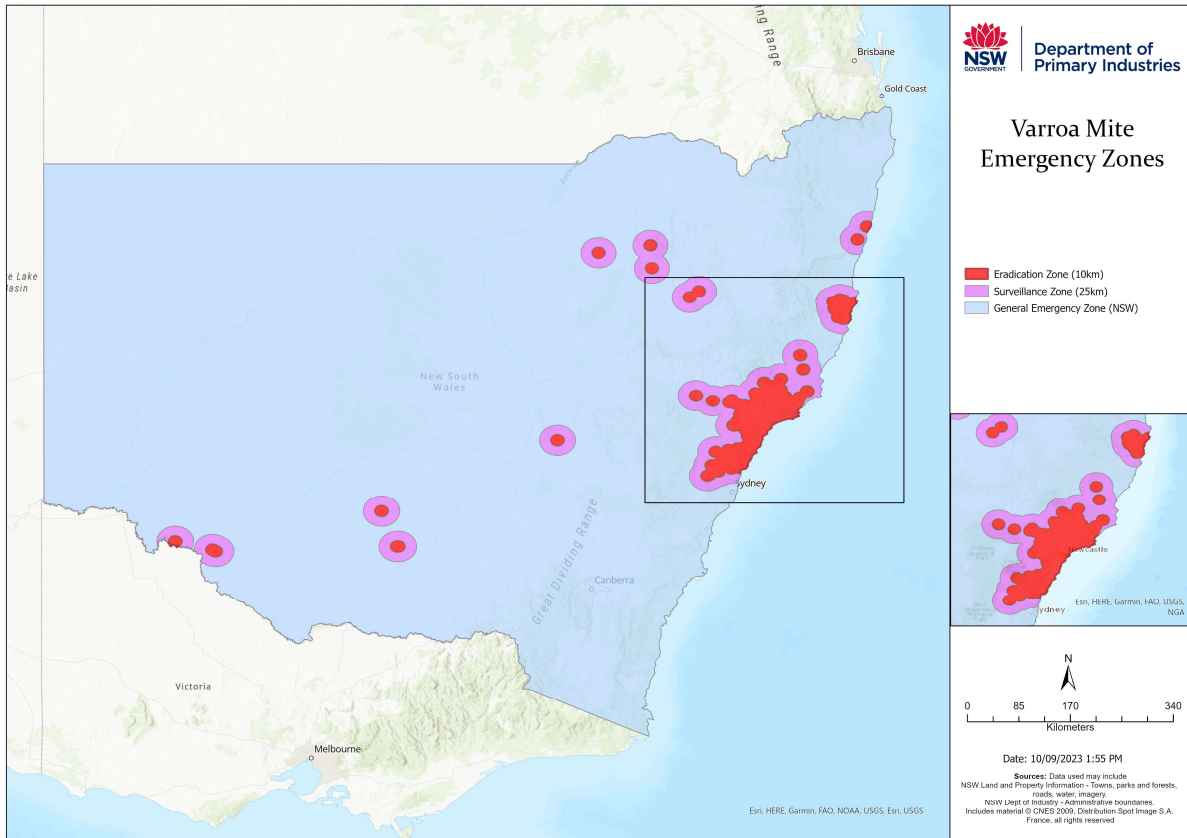 ng Range
Brisbane
Gold Coast
e Lake
asin
New South
Wales
Sydney
Great Dividing Range
Canberra
Victoria
Melbourne
Esri, HERE, Garmin, FAO, NOAA, USGS, Esri, USGS
NSW
GOVERNMENT
Department of
Primary Industries
Varroa Mite
Emergency Zones
Eradication Zone (10km)
Surveillance Zone (25km)
General Emergency Zone (NSW)
Newcastle
ydney
Esri, HERE, Garmin, FAO, USGS,
NGA
N
0 85 170 340
Kilometers
Date: 10/09/2023 1:55 PM
Sources: Data used may include
NSW Land and Property Information - Towns, parks and forests,
roads, water, imagery.
NSW Dept of Industry - Administrative boundaries.
Includes material © CNES 2009, Distribution Spot Image S.A.
France, all rights reserved